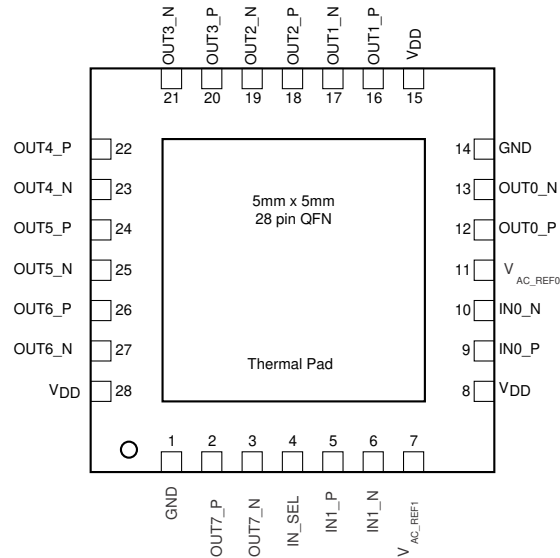 OUT3_N
OUT3_P
OUT2_N
OUT2_P
OUT1_N
OUT1_P
VDD
21
20
19
18
17
16
15
OUT4_P 22
14 GND
OUT4_N 23
13 OUT0_N
OUT5_P 24
12 OUT0_P
OUT5_N 25
11 VAC_REF0
OUT6_P 26
10 IN0_N
OUT6_N 27
9 IN0_P
VDD 28
8 VDD
5mm x 5mm
28 pin QFN
Thermal Pad
1
2
3
4
5
6
7
GND
OUT7_P
OUT7_N
IN_SEL
IN1_P
IN1_N
VAC_REF1